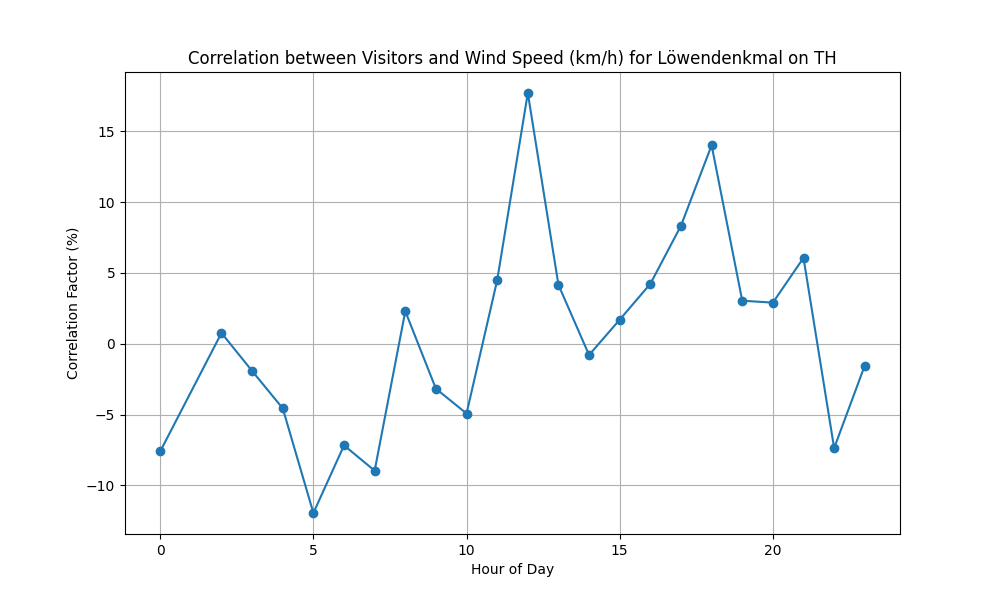 Correlation between Visitors and Wind Speed (km/h) for Löwendenkmal on TH
Correlation Factor (%)
15
10
5
0
−5
−10
0 5 10 15 20
Hour of Day